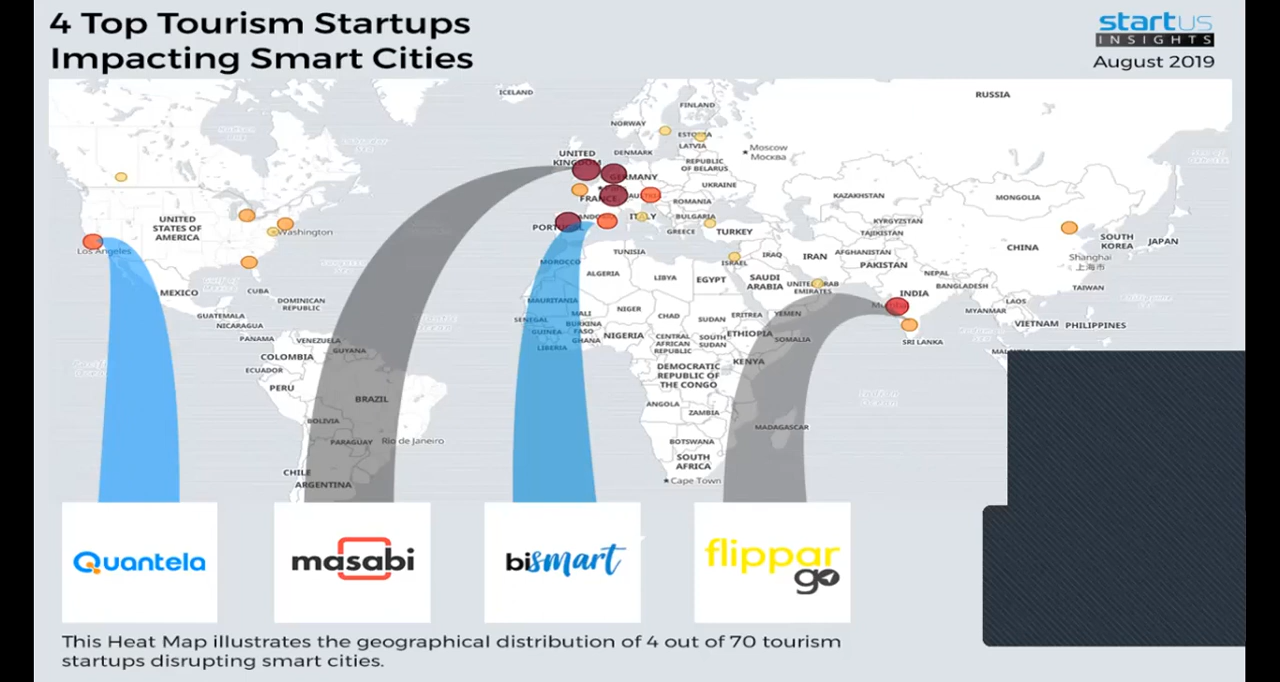 4 Top Tourism Startups
Impacting Smart Cities
startus
INSIGHTS
August 2019
ICELAND
RUSSIA
FINLAND
NORWAY
ESTONIA
LATVIA
Moscow
Москва
UNITED
KINGDOM
DENMARK
REPUBLIC
OF BELARUS
GERMANY
UKRAINE
KAZAKHSTAN
MONGOLIA
FRANCE
ROMANIA
UNITED
STATES OF
AMERICA
Washington
PORTUGAL
ITALY
BULGARIA
GREECE
TURKEY
KYRGYZSTAN
TAJIKISTAN
CHINA
SOUTH
KOREA
JAPAN
Los Angeles
TUNISIA
ISRAEL
IRAQ
IRAN
AFGHANISTAN
PAKISTAN
Shanghai
上海市
MOROCCO
ALGERIA
LIBYA
EGYPT
SAUDI
ARABIA
UNITED ARAB
EMIRATES
NEPAL
BANGLADESH
TAIWAN
MEXICO
CUBA
DOMINICAN
REPUBLIC
MAURITANIA
MALI
NIGER
CHAD
SUDAN
ERITREA
YEMEN
INDIA
MYANMAR
LAOS
VIETNAM
PHILIPPINES
GUATEMALA
NICARAGUA
SENEGAL
GUINEA
BURKINA
FASO
GHANA
NIGERIA
LIBERIA
CENTRAL
AFRICAN
REPUBLIC
SOUTH
SUDAN
ETHIOPIA
SOMALIA
SRI LANKA
PANAMA
VENEZUELA
GUYANA
COLOMBIA
ECUADOR
KENYA
DEMOCRATIC
REPUBLIC OF
THE CONGO
PERU
BRAZIL
ANGOLA
ZAMBIA
BOLIVIA
MADAGASCAR
PARAGUAY
Rio de Janeiro
BOTSWANA
SOUTH
AFRICA
Cape Town
CHILE
ARGENTINA
Quantela
masabi
bismart
flippar
go
This Heat Map illustrates the geographical distribution of 4 out of 70 tourism
startups disrupting smart cities.